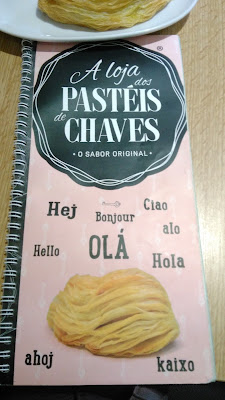 ®
A loja dos
PASTÉIS
de CHAVES
• O SABOR ORIGINAL •
Hej
Bonjour
Ciao
alo
Hello
OLÁ
Hola
ahoj
kaixo